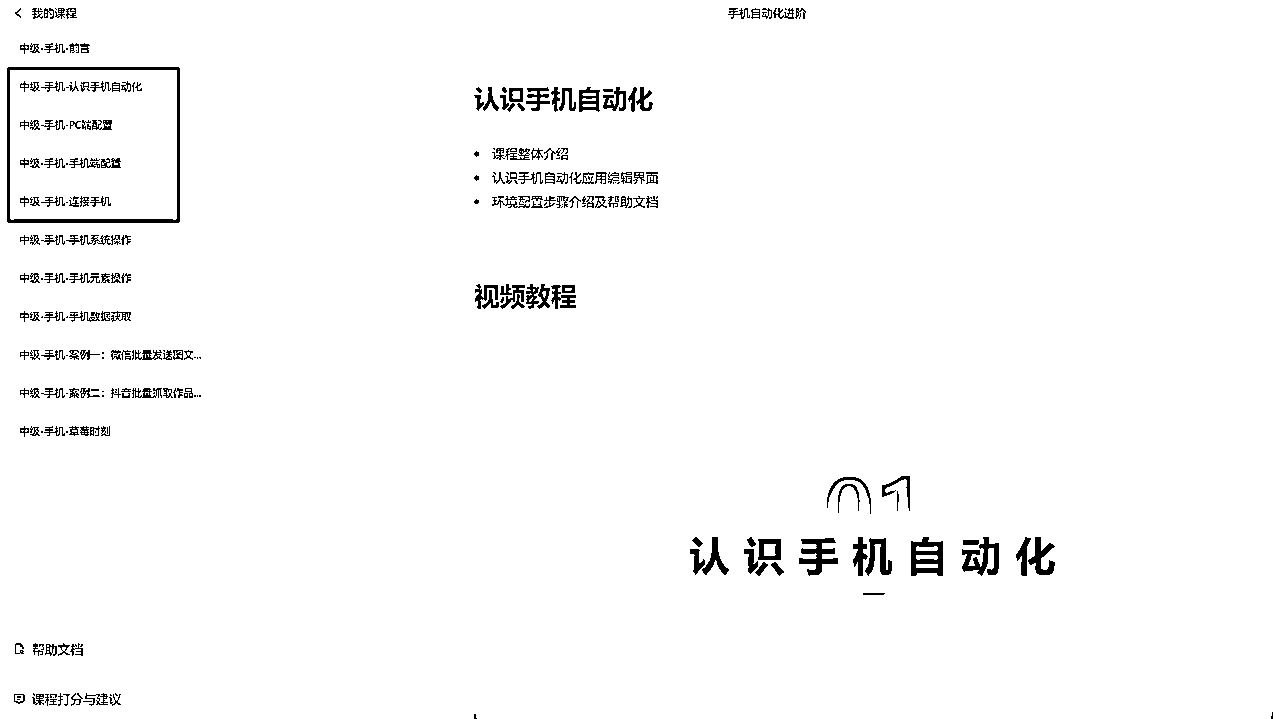 我的课程
手机自动化进阶
中级-手机-前言
中级-手机-认识手机自动化
中级-手机-PC端配置
中级-手机-手机端配置
中级-手机-连接手机
中级-手机-手机系统操作
中级-手机-手机元素操作
中级-手机-手机数据获取
中级-手机-案例一：微信批量发送图文...
中级-手机-案例二：抖音批量抓取作品...
中级-手机-草莓时刻
帮助文档
课程打分与建议
认识手机自动化
• 课程整体介绍
• 认识手机自动化应用编辑界面
• 环境配置步骤介绍及帮助文档
视频教程
01
认识手机自动化